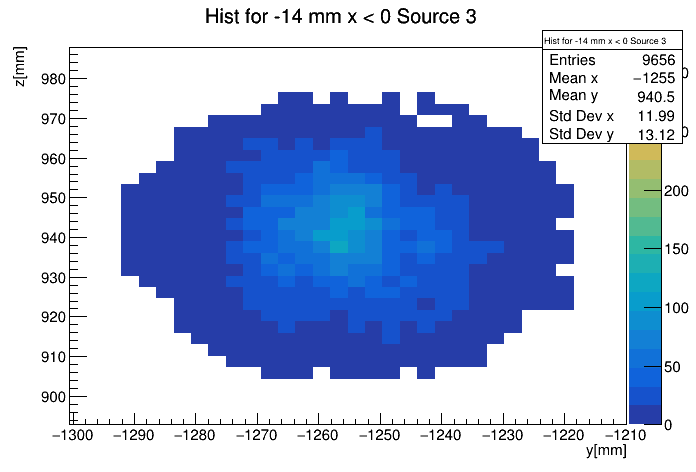 Hist for -14 mm x < 0 Source 3
Hist for -14 mm x < 0 Source 3
Entries 9656
Mean x −1255
Mean y 940.5
Std Dev x 11.99
Std Dev y 13.12
z[mm]
980
970
960
950
940
930
920
910
900
−1300 −1290 −1280 −1270 −1260 −1250 −1240 −1230 −1220 −1210
y[mm]
200
150
100
50
0